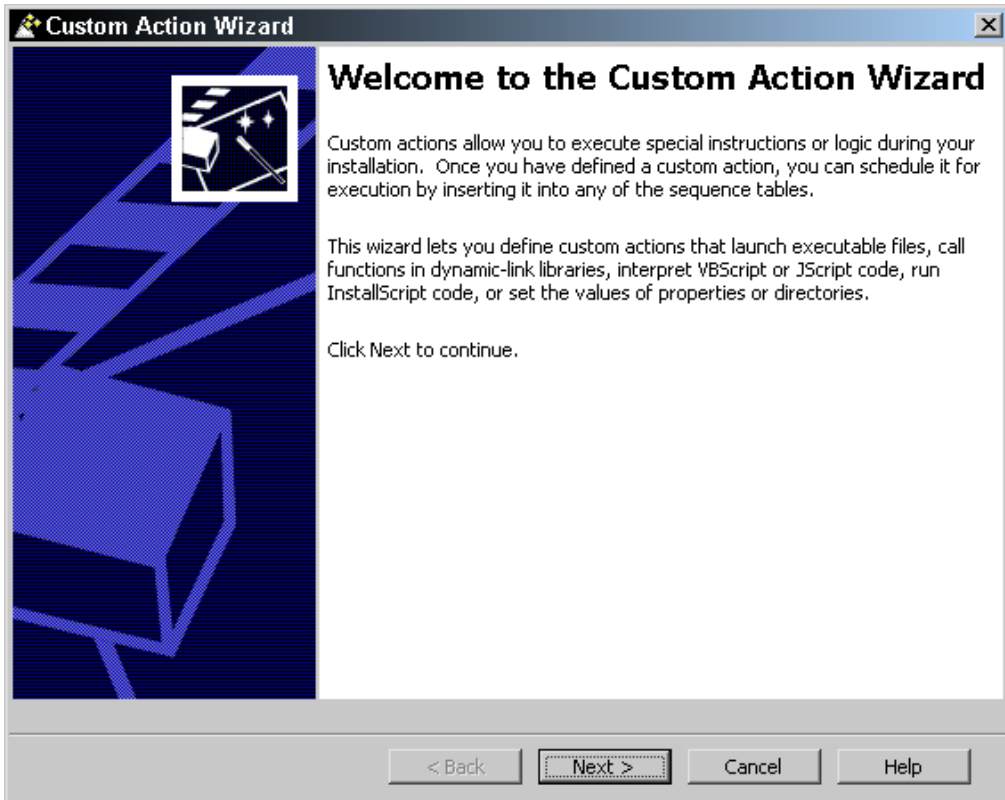 Custom Action Wizard
Welcome to the Custom Action Wizard
Custom actions allow you to execute special instructions or logic during your
installation.  Once you have defined a custom action, you can schedule it for
execution by inserting it into any of the sequence tables.
This wizard lets you define custom actions that launch executable files, call
functions in dynamic-link libraries, interpret VBScript or JScript code, run
InstallScript code, or set the values of properties or directories.
Click Next to continue.
< Back
Next >
Cancel
Help